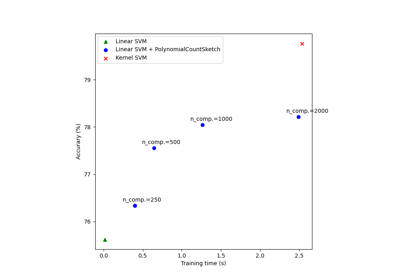 Linear SVM
Linear SVM + PolynomialCountSketch
Kernel SVM
79
n_comp.=2000
n_comp.=1000
78
n_comp.=500
77
n_comp.=250
76
Accuracy (%)
0.0 0.5 1.0 1.5 2.0 2.5
Training time (s)